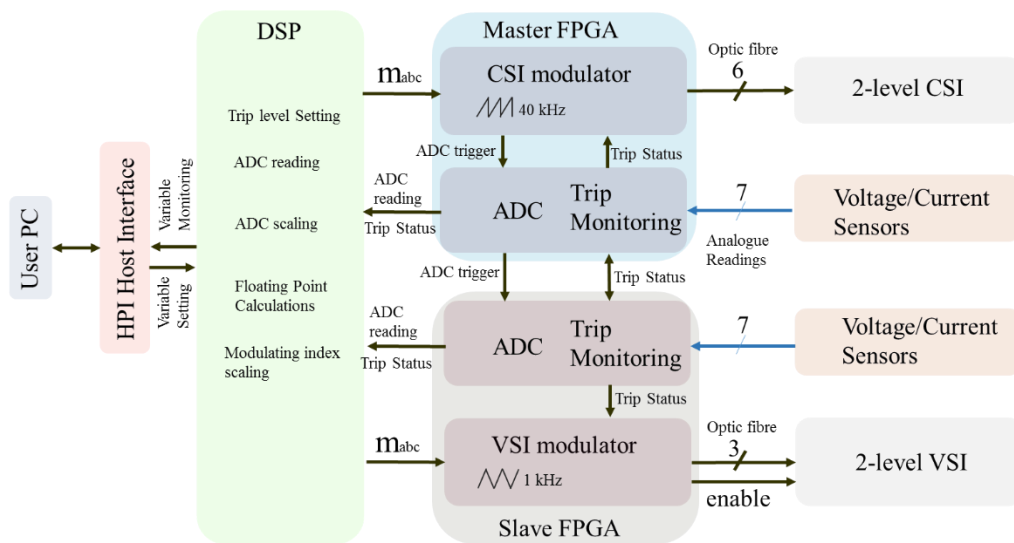 User PC
HPI Host Interface
Variable
Monitoring
Variable
Setting
DSP
Trip level Setting
ADC reading
ADC scaling
Floating Point
Calculations
Modulating index
scaling
mabc
ADC
reading
Trip Status
ADC
reading
Trip Status
mabc
Master FPGA
CSI modulator
40 kHz
ADC trigger
Trip Status
ADC
Trip
Monitoring
ADC trigger
Trip Status
ADC
Trip
Monitoring
Trip Status
VSI modulator
1 kHz
Slave FPGA
Optic fibre
6
2-level CSI
7
Analogue
Readings
Voltage/Current
Sensors
7
Voltage/Current
Sensors
Optic fibre
3
enable
2-level VSI